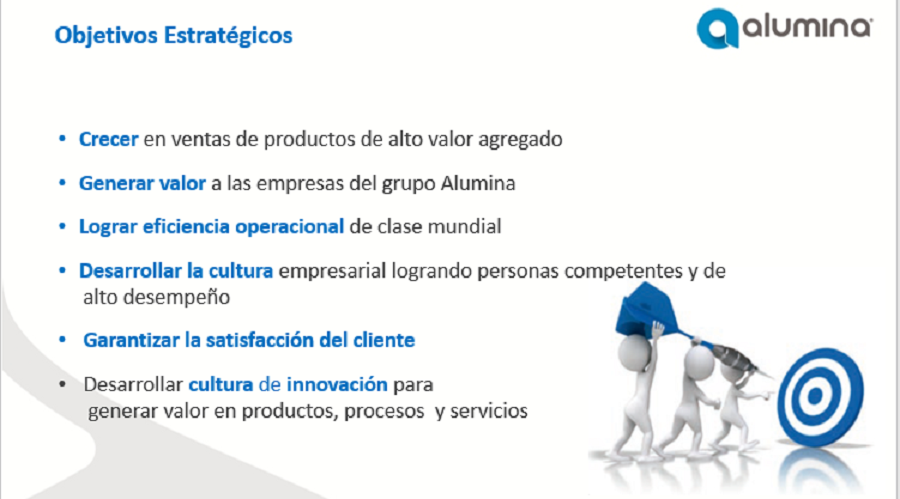 Objetivos Estratégicos
alumina
• Crecer en ventas de productos de alto valor agregado
• Generar valor a las empresas del grupo Alumina
• Lograr eficiencia operacional de clase mundial
• Desarrollar la cultura empresarial logrando personas competentes y de
alto desempeño
• Garantizar la satisfacción del cliente
• Desarrollar cultura de innovación para
generar valor en productos, procesos y servicios